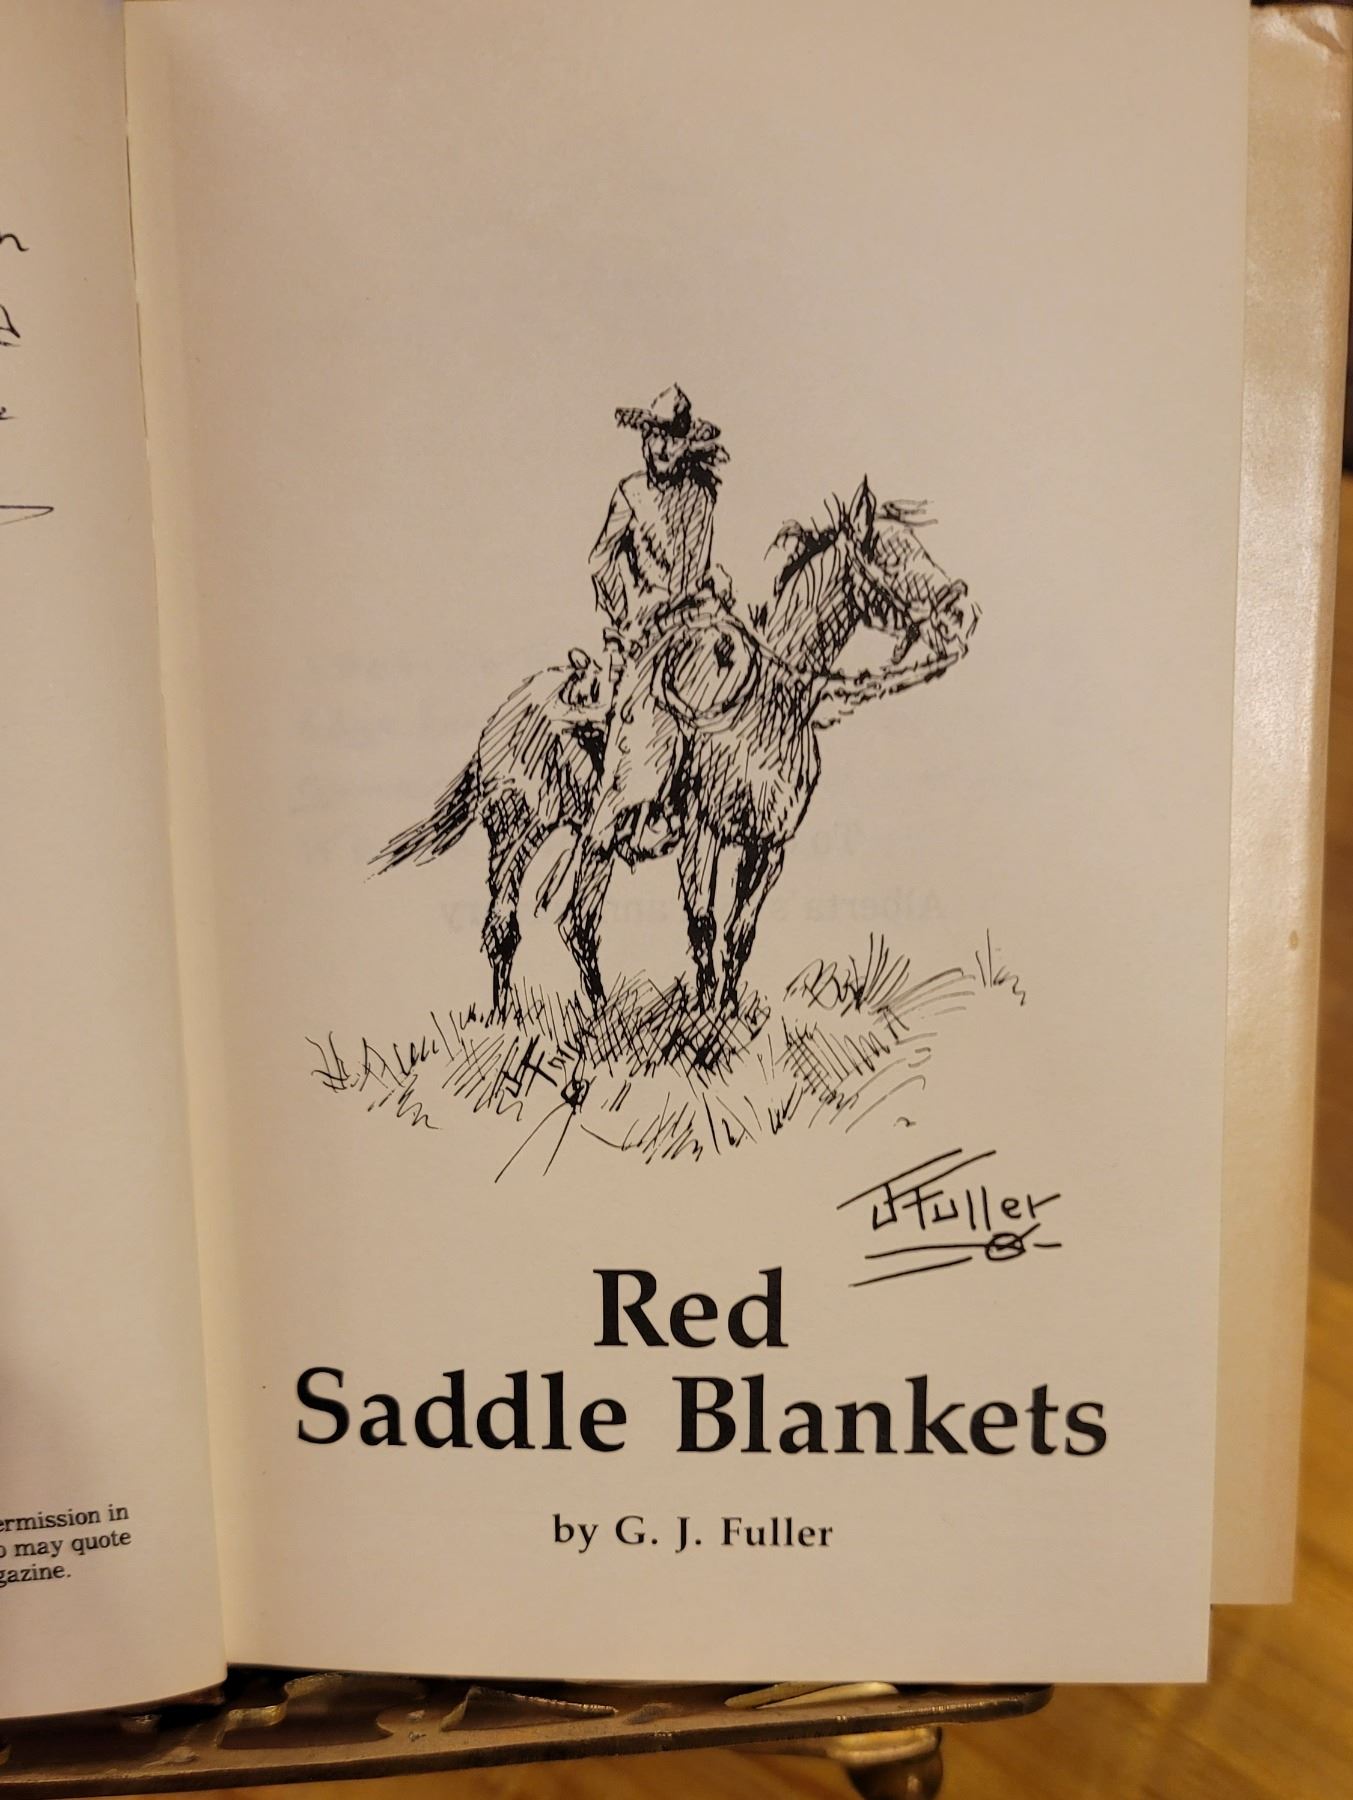 JFuller
Red
Saddle Blankets
by G. J. Fuller
ermission in
o may quote
gazine.